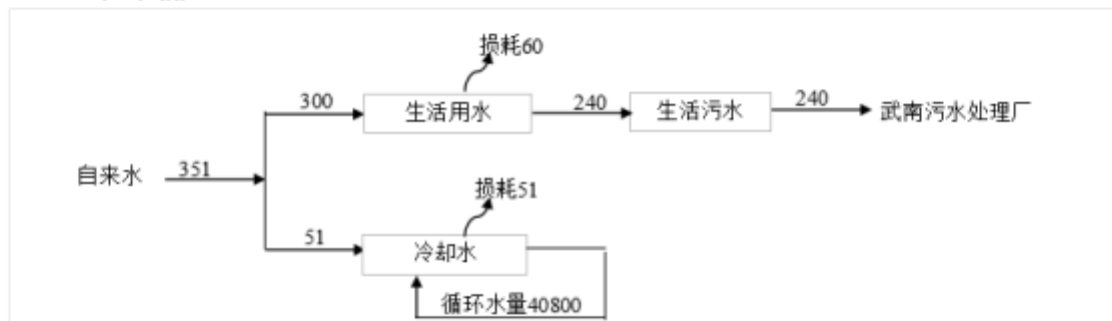 损耗60
300
生活用水
240
生活污水
240
武南污水处理厂
自来水
351
损耗51
51
冷却水
循环水量40800